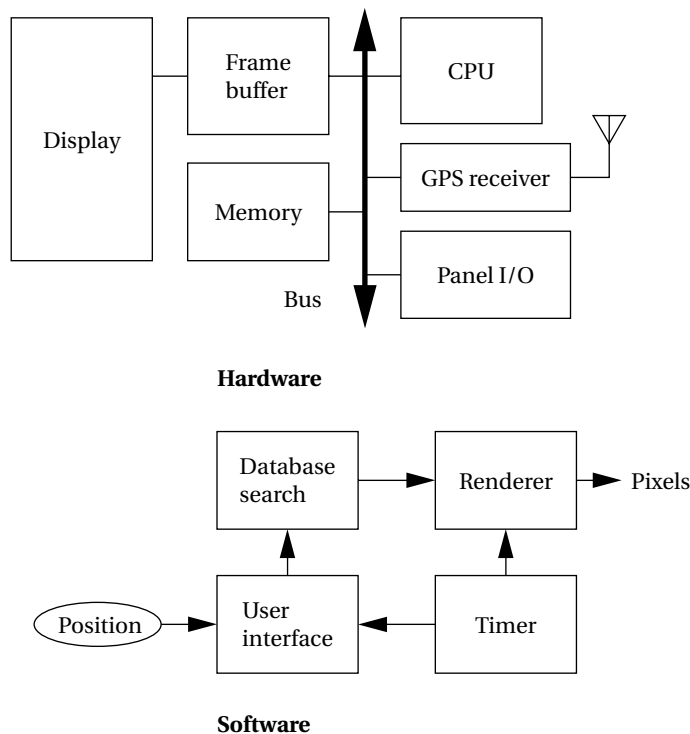 Display
Frame
buffer
CPU
GPS receiver
Memory
Panel I/O
Bus
Hardware
Database
search
Renderer
Pixels
Position
User
interface
Timer
Software